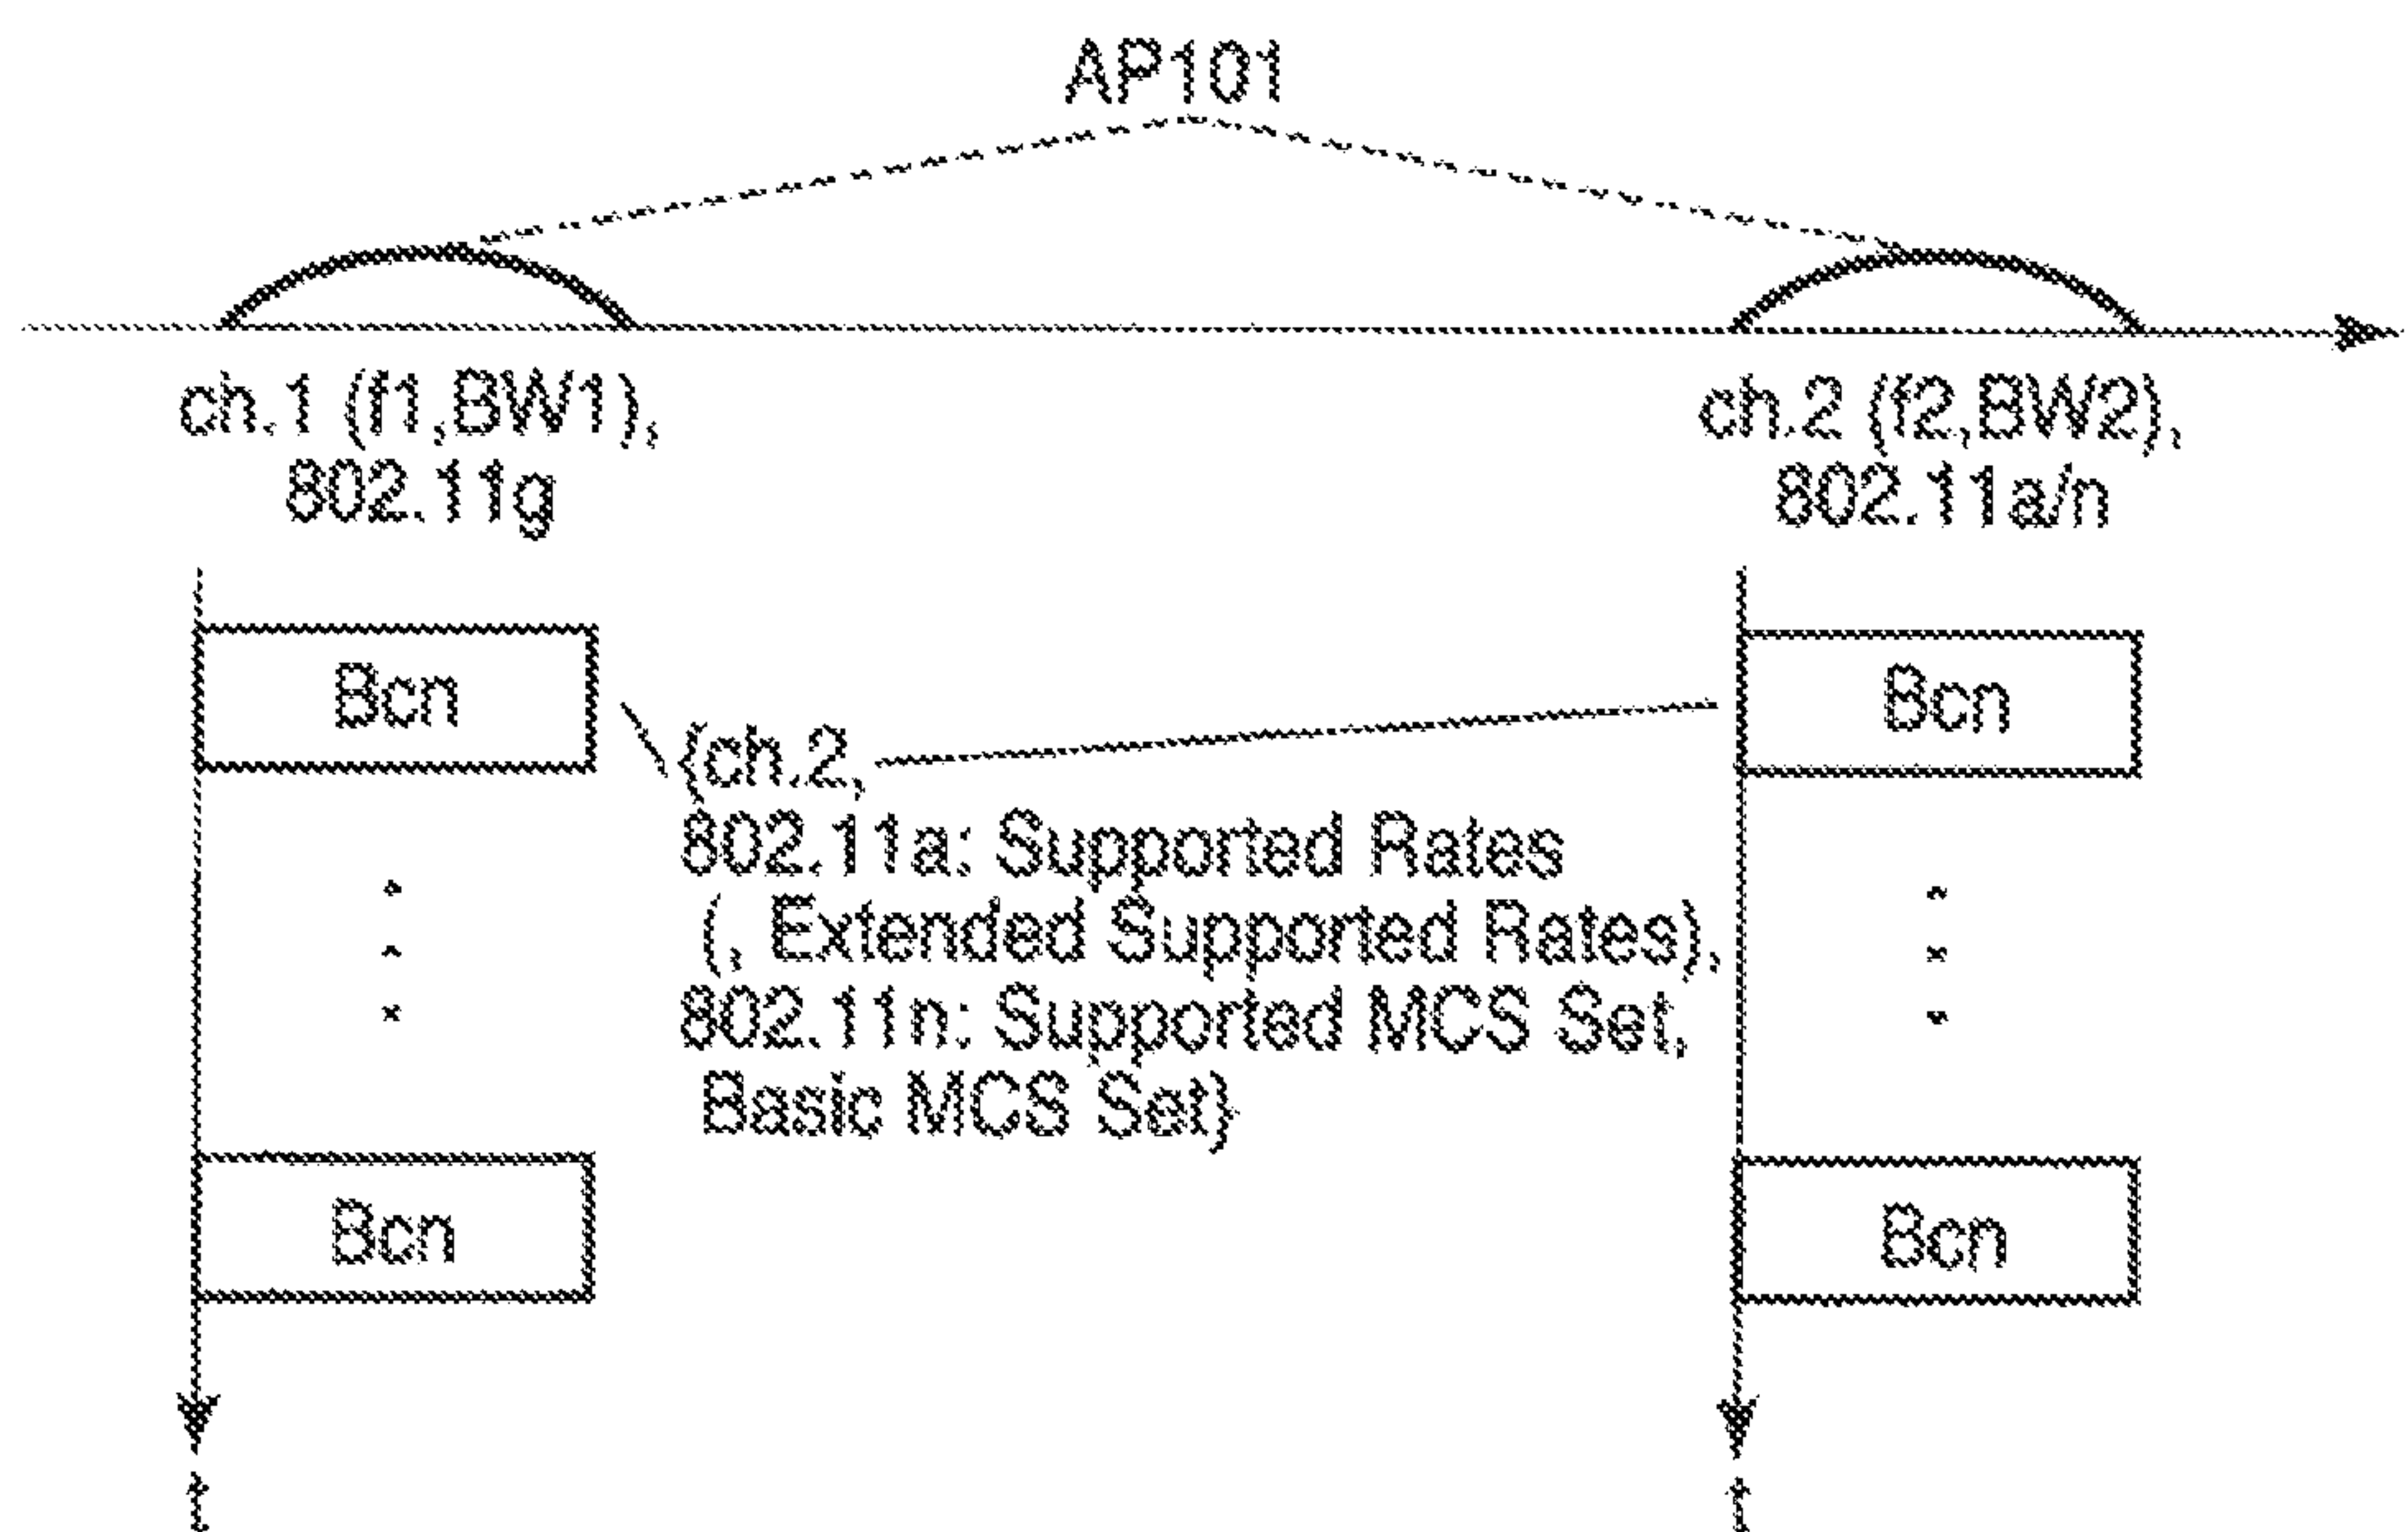 AP101
ch.1 (f1,BW1),
802.11g
ch.2 (f2,BW2),
802.11a/n
Bcn
Bcn
{ch.2,
802.11a: Supported Rates
(, Extended Supported Rates),
802.11n: Supported MCS Set,
Basic MCS Set}
Bcn
Bcn
t
t